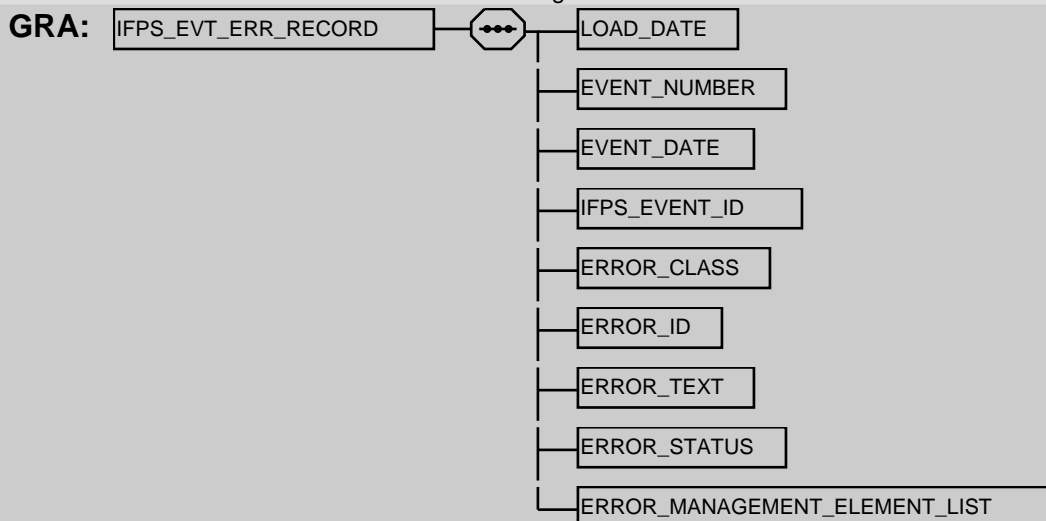 GRA: IFPS_EVT_ERR_RECORD LOAD_DATE
EVENT_NUMBER
EVENT_DATE
IFPS_EVENT_ID
ERROR_CLASS
ERROR_ID
ERROR_TEXT
ERROR_STATUS
ERROR_MANAGEMENT_ELEMENT_LIST